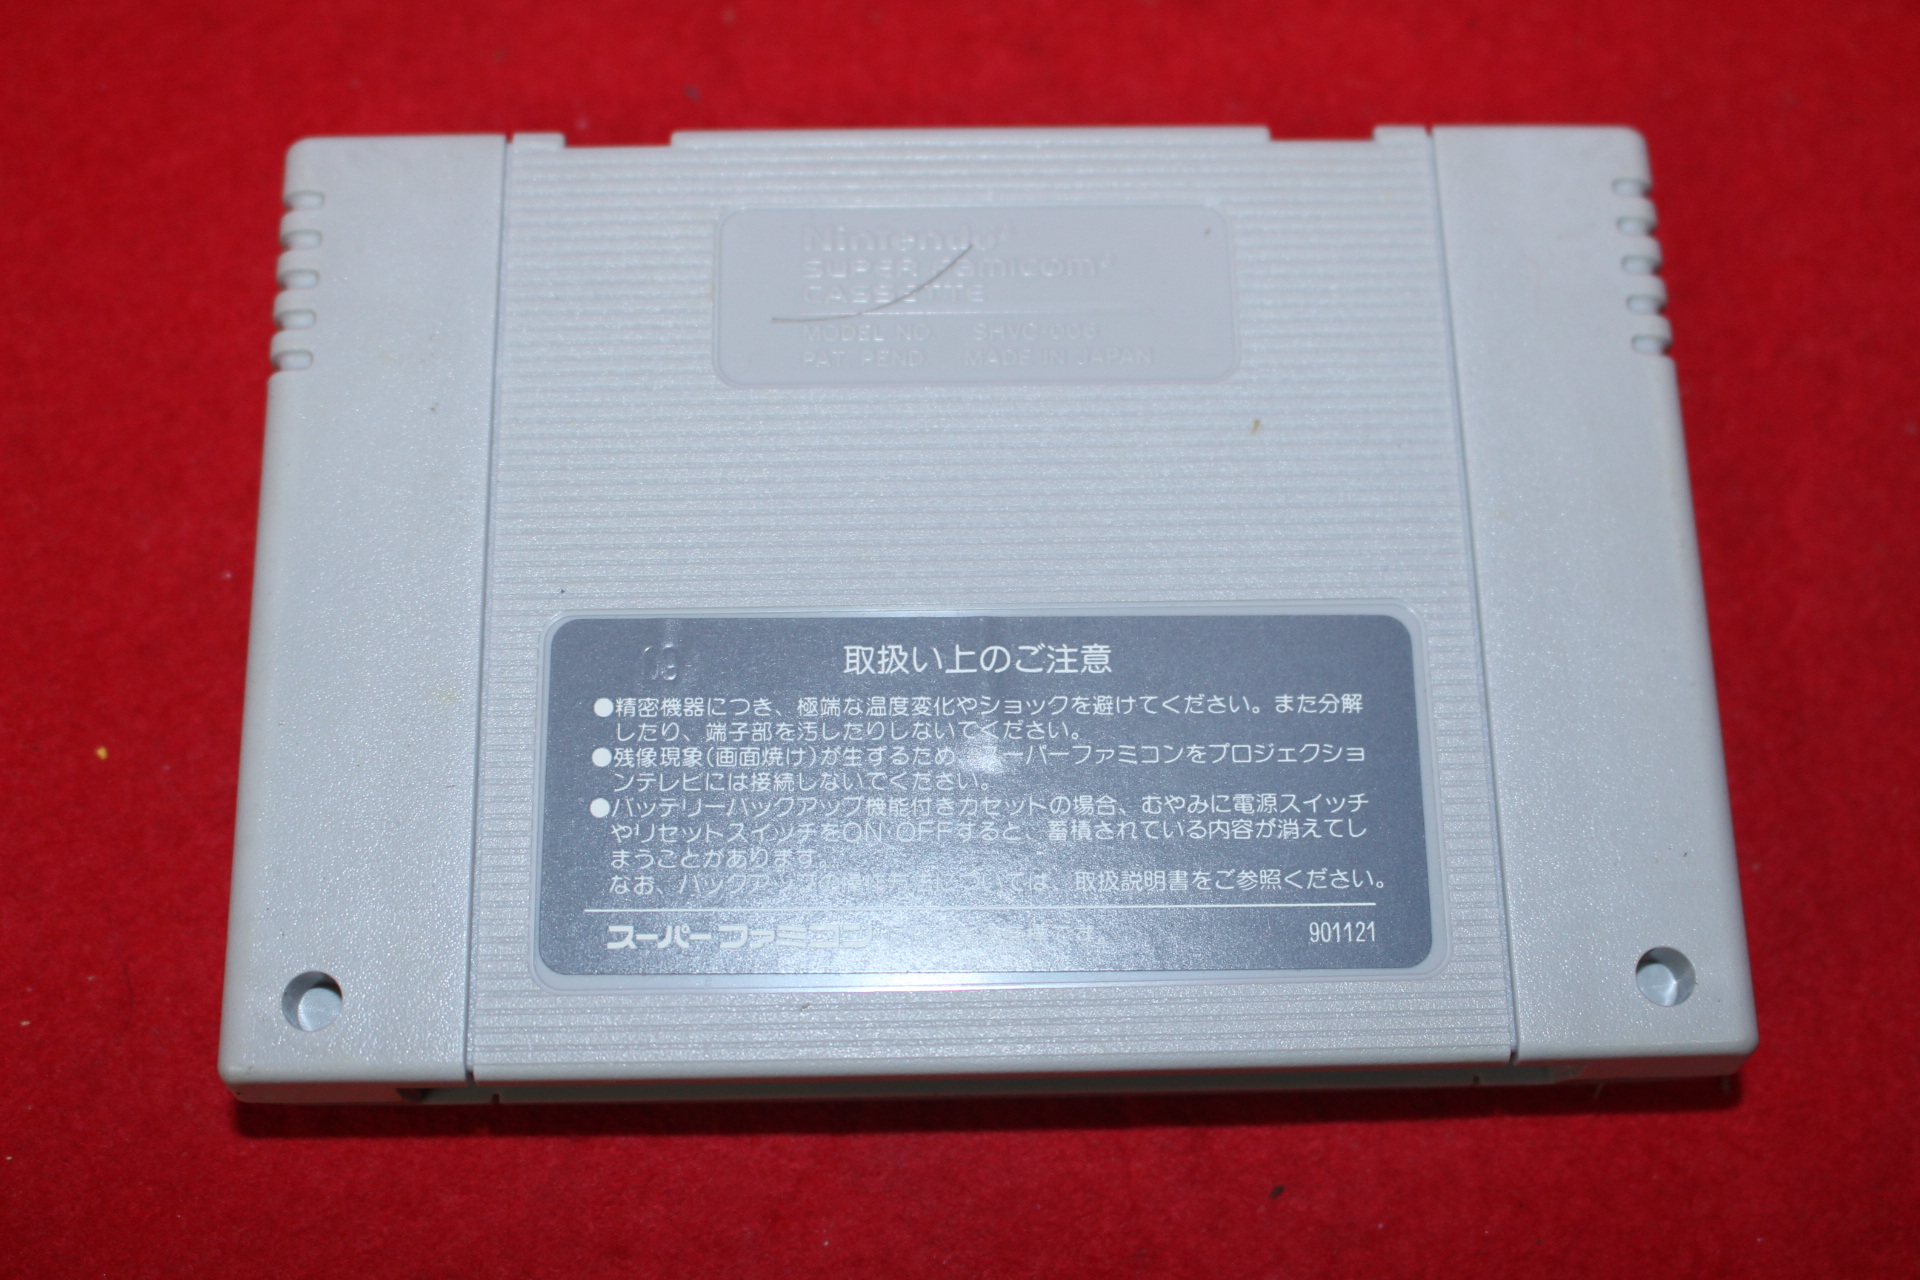 Nintendo
SUPER Famicom
CASSETTE
MODEL NO. SHVC-006
PAT. PEND. MADE IN JAPAN
09
取扱い上のご注意
●精密機器につき、極端な温度変化やショックを避けてください。また分解
したり、端子部を汚したりしないでください。
●残像現象(画面焼け)が生ずるため、スーパーファミコンをプロジェクショ
ンテレビには接続しないでください。
●バッテリーバックアップ機能付きカセットの場合、むやみに電源スイッチ
やリセットスイッチをON/OFFすると、蓄積されている内容が消えてし
まうことがあります。
なお、バックアップの操作方法については、取扱説明書をご参照ください。
スーパーファミコン
901121